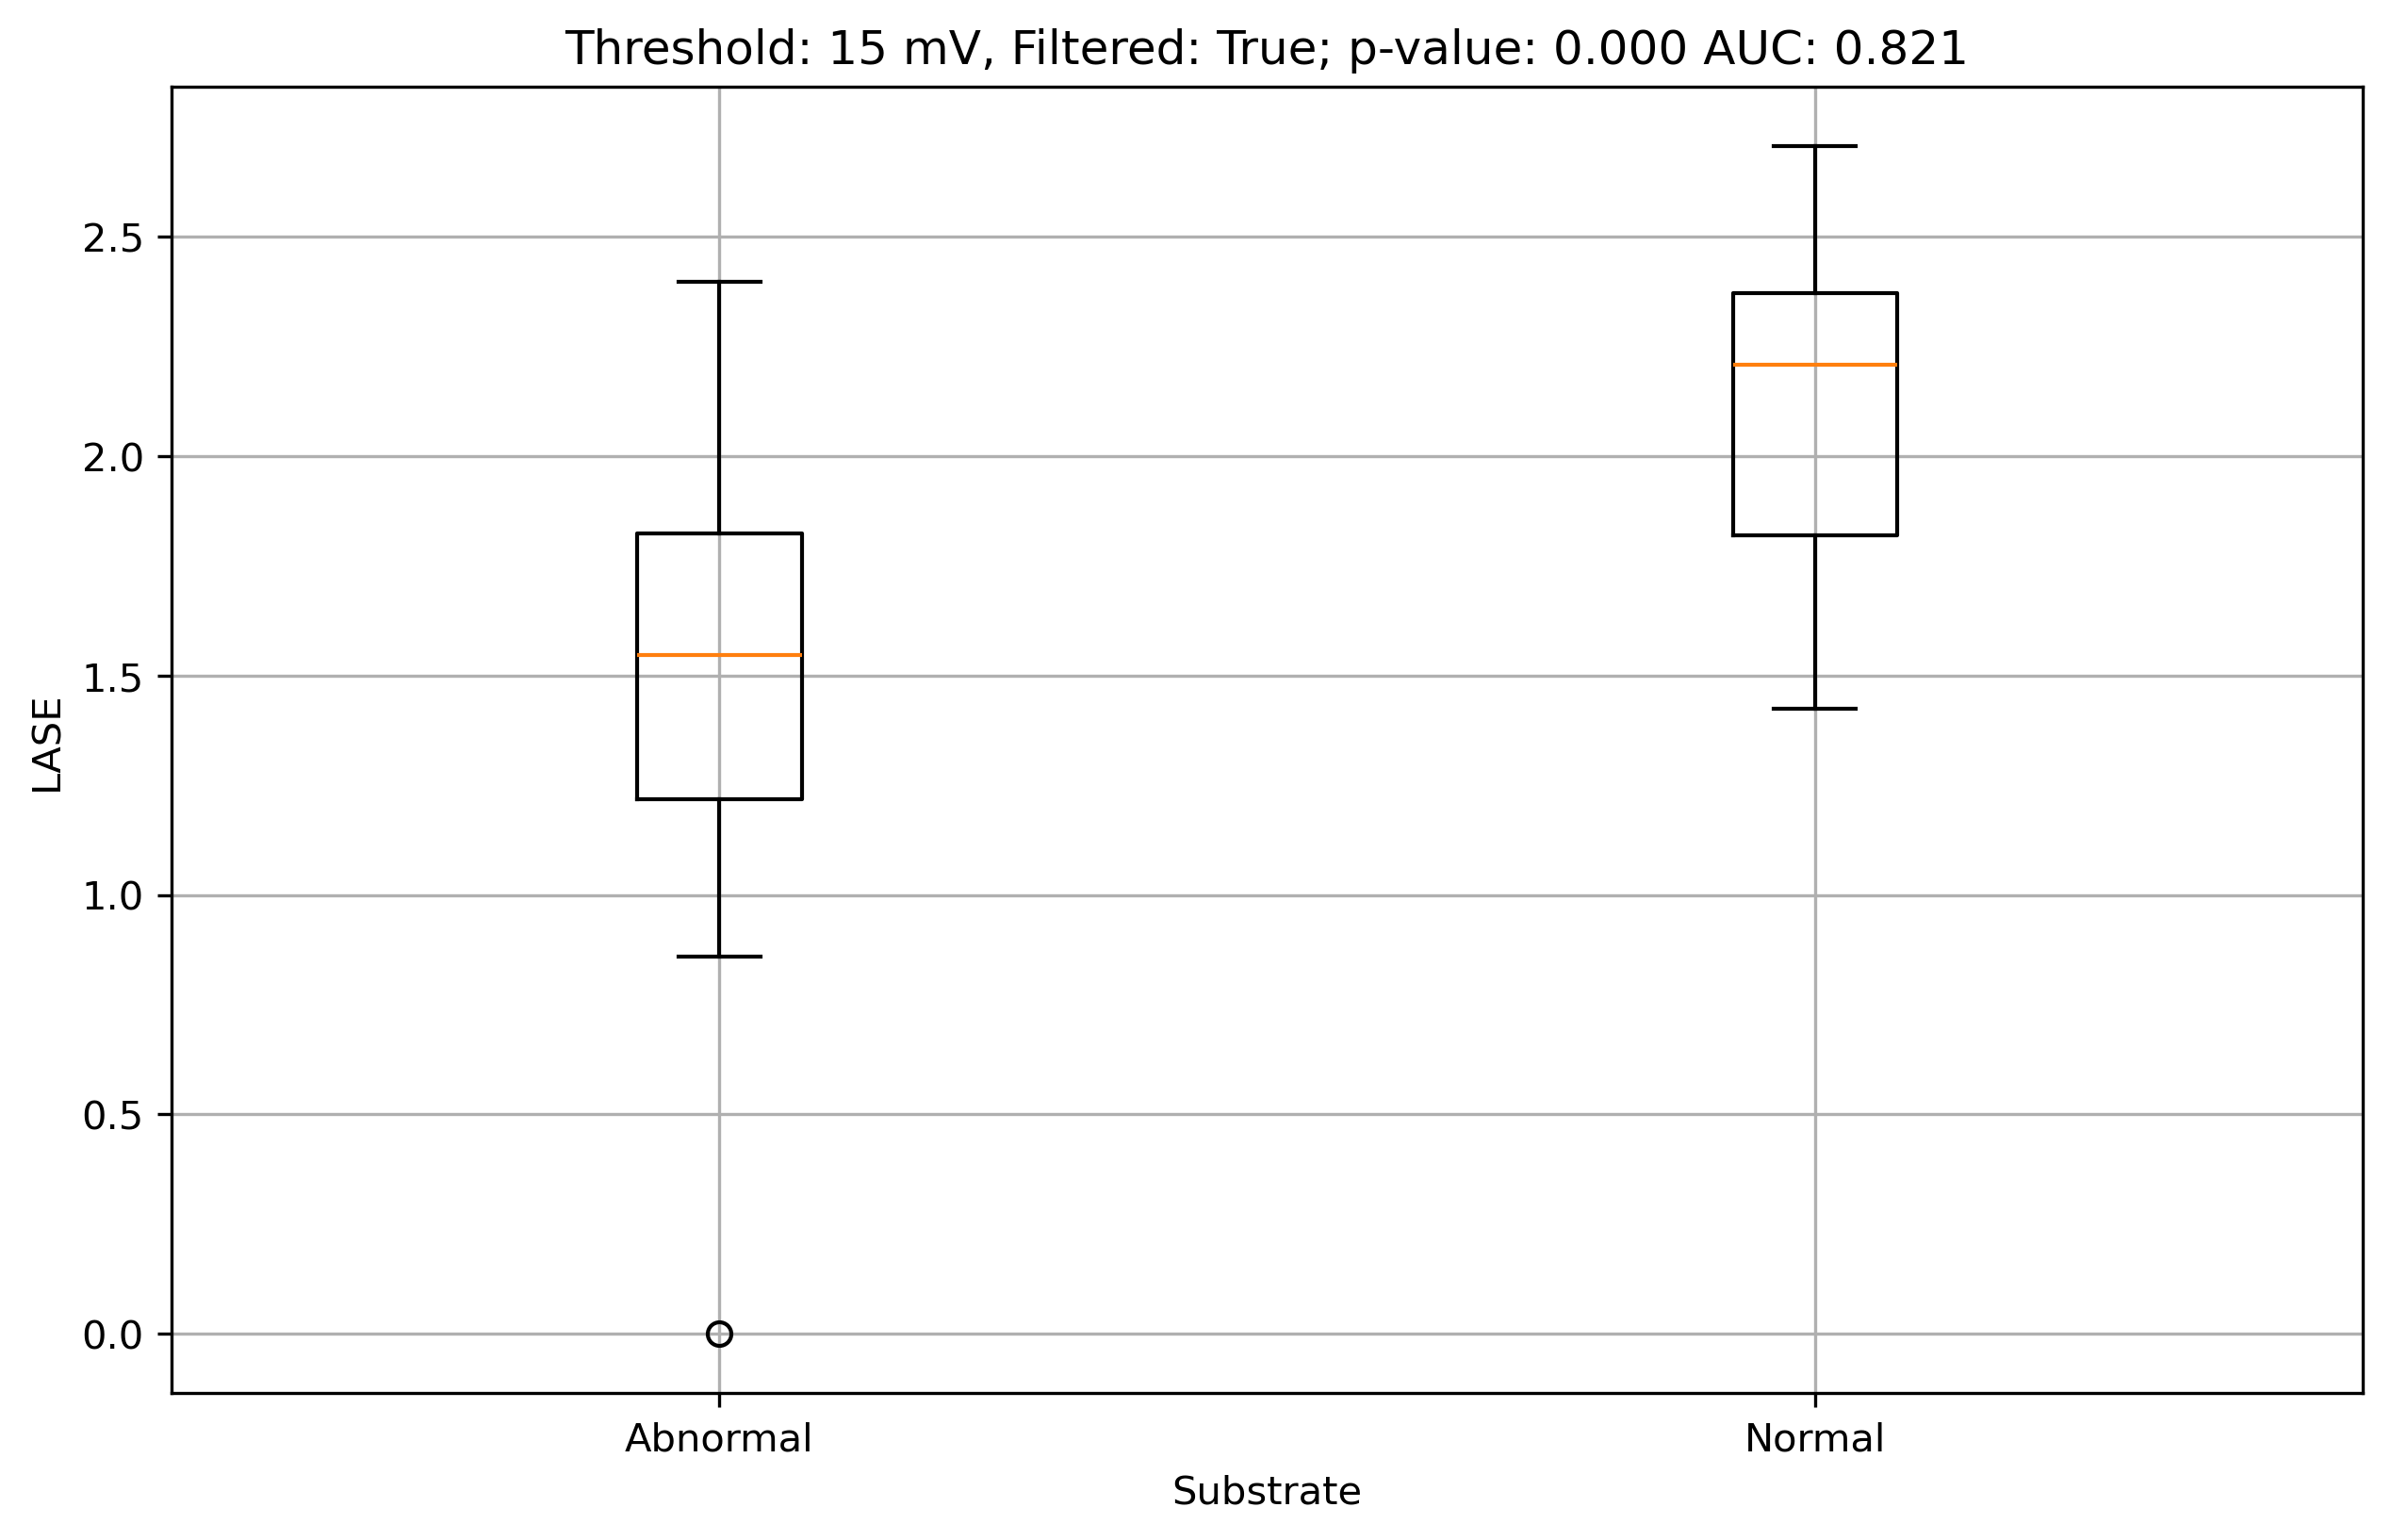 Threshold: 15 mV, Filtered: True; p-value: 0.000 AUC: 0.821
LASE
2.5
2.0
1.5
1.0
0.5
0.0
Abnormal
Normal
Substrate